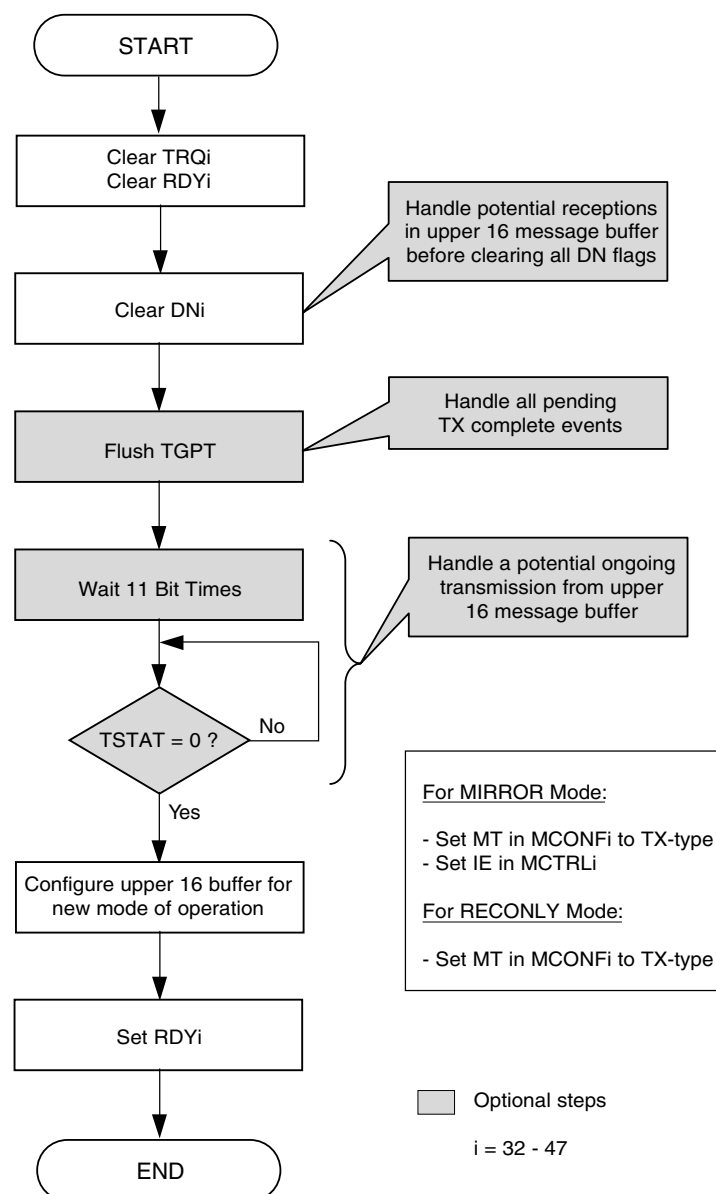 START
Clear TRQi
Clear RDYi
Handle potential receptions
in upper 16 message buffer
before clearing all DN flags
Clear DNi
Handle all pending
TX complete events
Flush TGPT
Wait 11 Bit Times
Handle a potential ongoing
transmission from upper
16 message buffer
TSTAT = 0 ?
No
Yes
For MIRROR Mode:
- Set MT in MCONFi to TX-type
- Set IE in MCTRLi
For RECONLY Mode:
- Set MT in MCONFi to TX-type
Configure upper 16 buffer for
new mode of operation
Set RDYi
Optional steps
i = 32 - 47
END